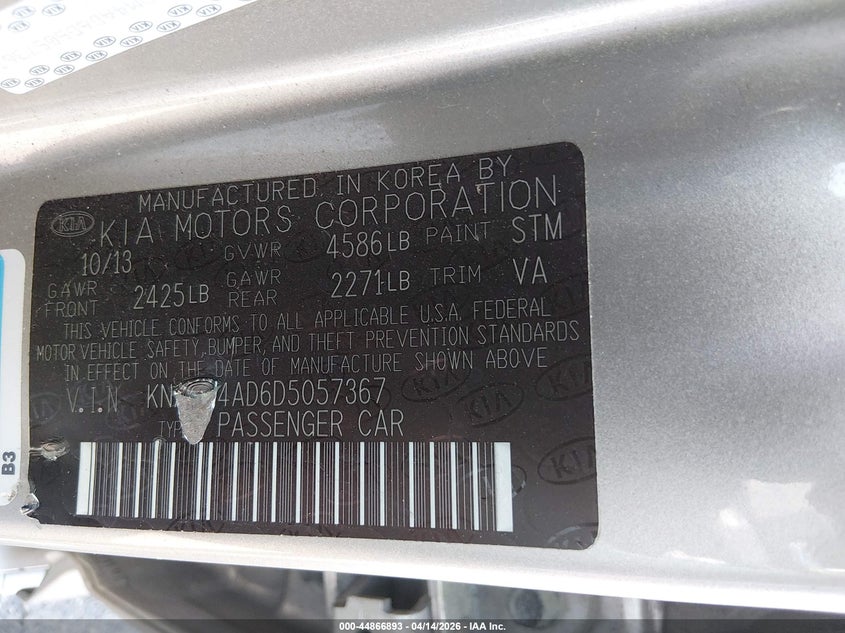 MANUFACTURED IN KOREA BY
KIA KIA MOTORS CORPORATION
10/13 GVWR 4586LB PAINT STM
GAWR FRONT 2425LB GAWR REAR 2271LB TRIM VA
THIS VEHICLE CONFORMS TO ALL APPLICABLE U.S.A. FEDERAL
MOTOR VEHICLE SAFETY, BUMPER, AND THEFT PREVENTION STANDARDS
IN EFFECT ON THE DATE OF MANUFACTURE SHOWN ABOVE
V.I.N 4AD6D5057367
PASSENGER CAR
B3
000-44866893 04/14/2026 IAA Inc.